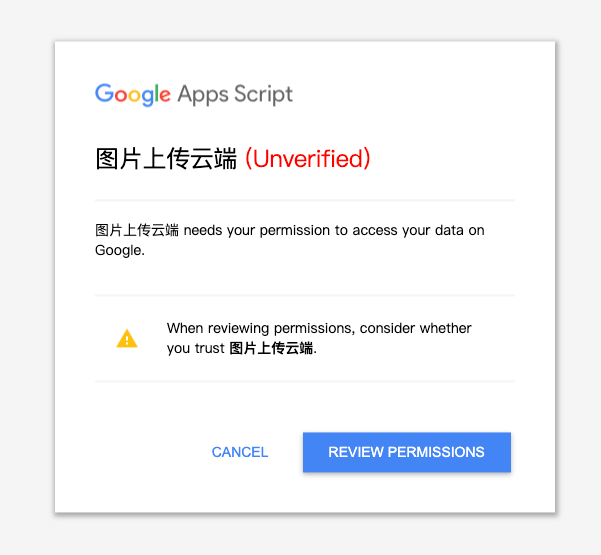 Google Apps Script
图片上传云端 (Unverified)
图片上传云端 needs your permission to access your data on
Google.
When reviewing permissions, consider whether
you trust 图片上传云端.
CANCEL
REVIEW PERMISSIONS